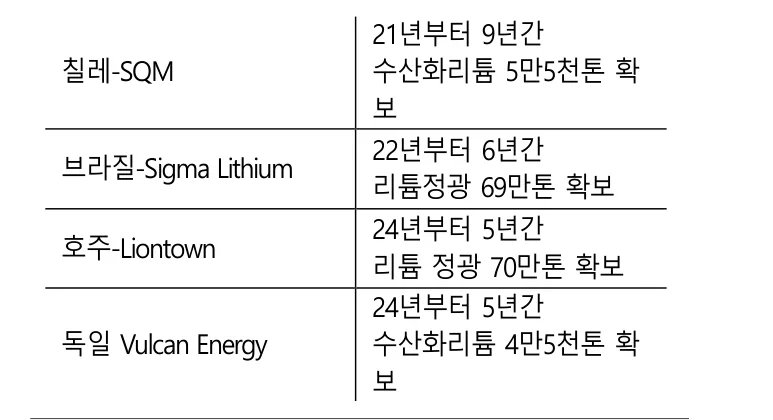 칠레-SQM
21년부터 9년간
수산화리튬 5만5천톤 확
보
브라질-Sigma Lithium
22년부터 6년간
리튬정광 69만톤 확보
호주-Liontown
24년부터 5년간
리튬 정광 70만톤 확보
독일 Vulcan Energy
24년부터 5년간
수산화리튬 4만5천톤 확
보